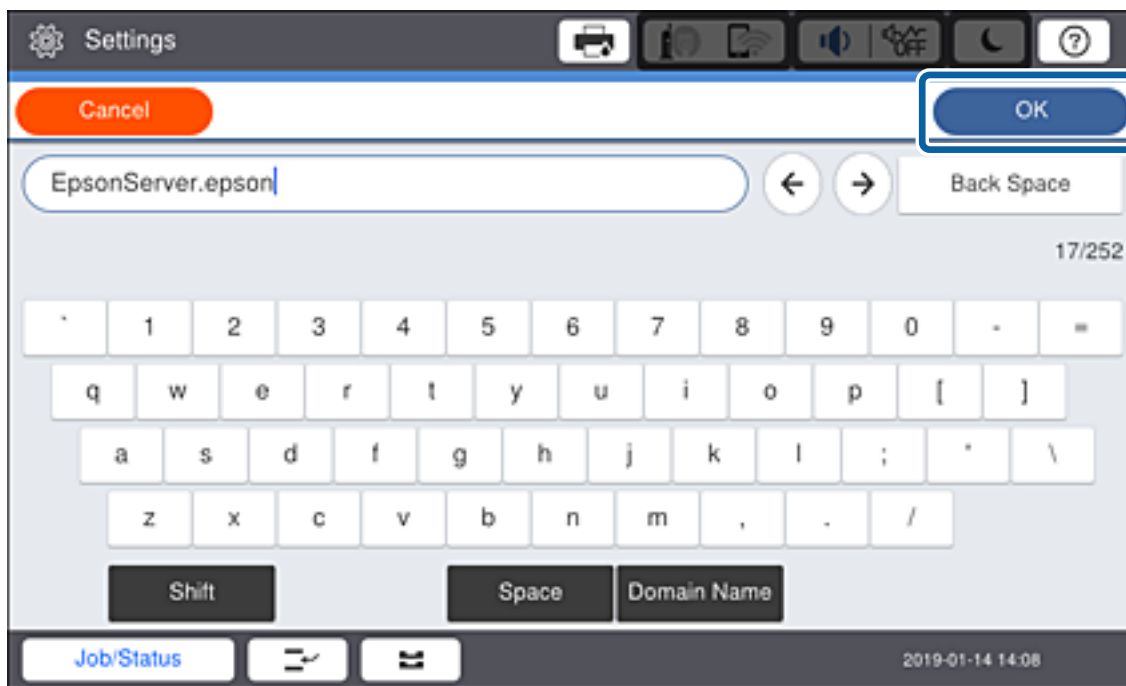 Settings
OFF
?
Cancel
OK
EpsonServer.epson
Back Space
17/252
` 1 2 3 4 5 6 7 8 9 0 - =
q w e r t y u i o p [ ]
a s d f g h j k l ; ' \
z x c v b n m , . /
Shift
Space
Domain Name
Job/Status
2019-01-14 14:08